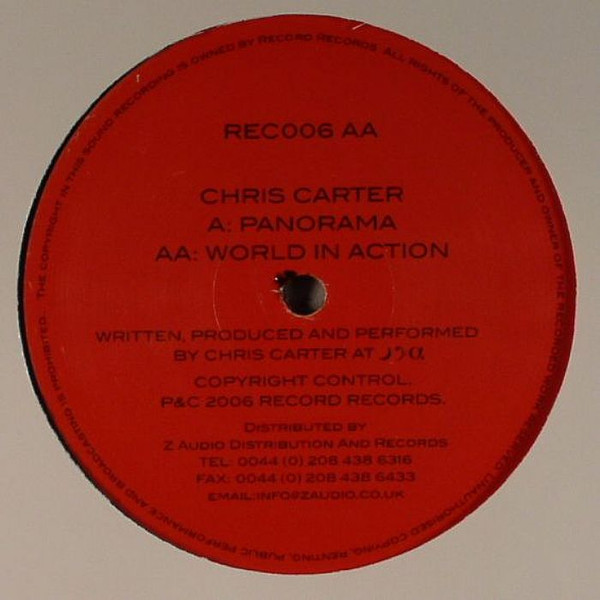 REC006 AA
CHRIS CARTER
A: PANORAMA
AA: WORLD IN ACTION
WRITTEN, PRODUCED AND PERFORMED
BY CHRIS CARTER AT
COPYRIGHT CONTROL.
P&C 2006 RECORD RECORDS.
DISTRIBUTED BY
Z AUDIO DISTRIBUTION AND RECORDS
TEL: 0044 (0) 208 438 6316
FAX: 0044 (0) 208 438 6433
EMAIL:INFO@ZAUDIO.CO.UK
THE COPYRIGHT IN THIS SOUND RECORDING IS OWNED BY RECORD RECORDS. ALL RIGHTS OF THE PRODUCER AND OWNER OF THE RECORDED WORK RESERVED. UNAUTHORISED COPYING, RENTING, PUBLIC PERFORMANCE AND BROADCASTING IS PROHIBITED.